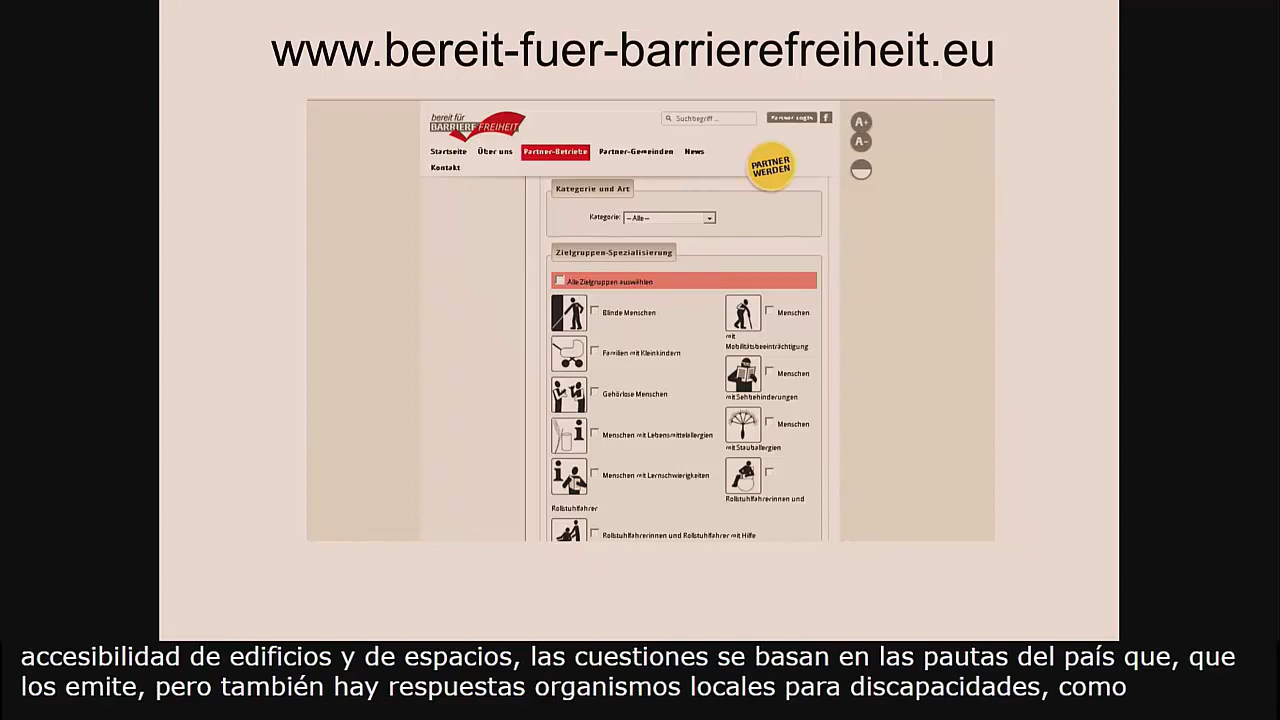 www.bereit-fuer-barrierefreiheit.eu
bereit für
BARRIEREFREIHEIT
Suchbegriff ...
Partner Login
f
A+
A-
Startseite Über uns Partner-Betriebe Partner-Gemeinden News
Kontakt
PARTNER
WERDEN
Kategorie und Art
Kategorie: -- Alle --
Zielgruppen-Spezialisierung
Alle Zielgruppen auswählen
Blinde Menschen
Menschen
mit
Mobilitätsbeeinträchtigung
Familien mit Kleinkindern
Menschen
mit Sehbehinderungen
Gehörlose Menschen
Menschen
mit Stauballergien
Menschen mit Lebensmittelallergien
Menschen mit Lernschwierigkeiten
Rollstuhlfahrerinnen und
Rollstuhlfahrer
Rollstuhlfahrerinnen und Rollstuhlfahrer mit Hilfe
accesibilidad de edificios y de espacios, las cuestiones se basan en las pautas del país que, que
los emite, pero también hay respuestas organismos locales para discapacidades, como